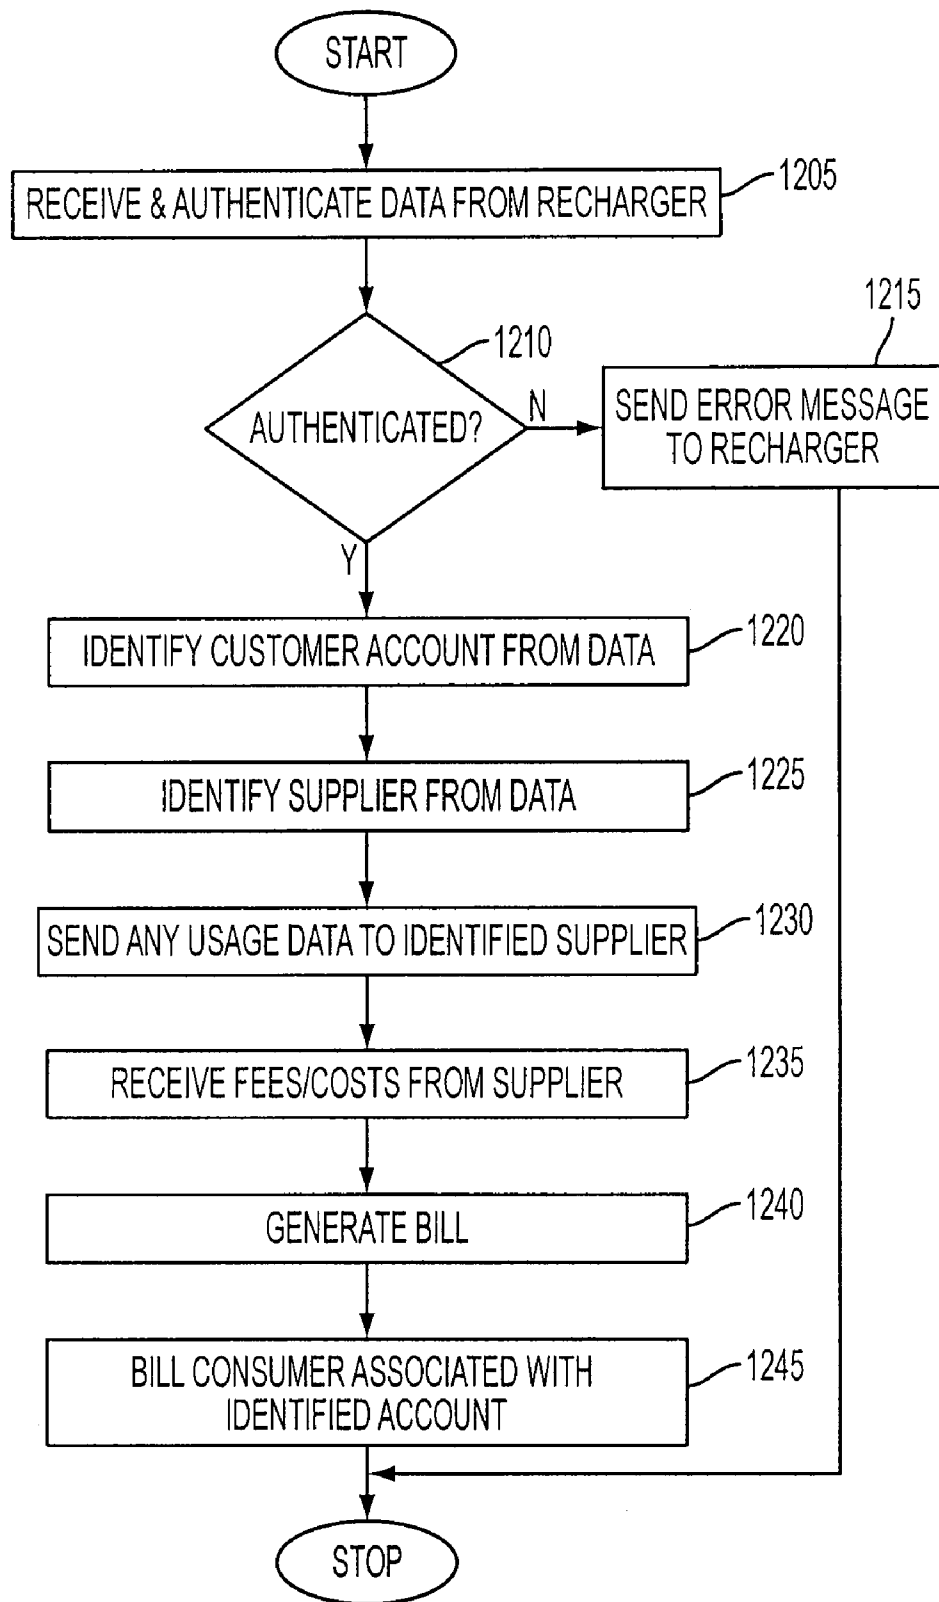 START
RECEIVE & AUTHENTICATE DATA FROM RECHARGER
1205
AUTHENTICATED?
1210
N
SEND ERROR MESSAGE
TO RECHARGER
1215
Y
IDENTIFY CUSTOMER ACCOUNT FROM DATA
1220
IDENTIFY SUPPLIER FROM DATA
1225
SEND ANY USAGE DATA TO IDENTIFIED SUPPLIER
1230
RECEIVE FEES/COSTS FROM SUPPLIER
1235
GENERATE BILL
1240
BILL CONSUMER ASSOCIATED WITH
IDENTIFIED ACCOUNT
1245
STOP